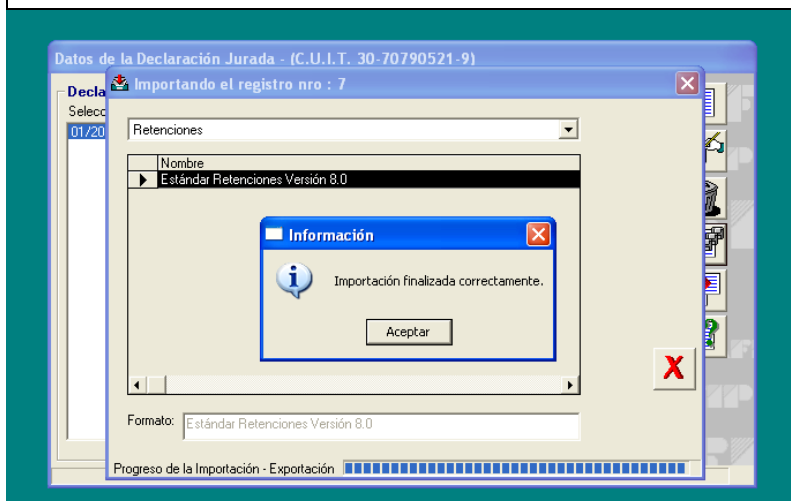 Datos de la Declaración Jurada - (C.U.I.T. 30-70790521-9)
Importando el registro nro : 7
Decla
Selecc
01/20
Retenciones
Nombre
Estándar Retenciones Versión 8.0
Información
Importación finalizada correctamente.
Aceptar
X
Formato: Estándar Retenciones Versión 8.0
Progreso de la Importación - Exportación